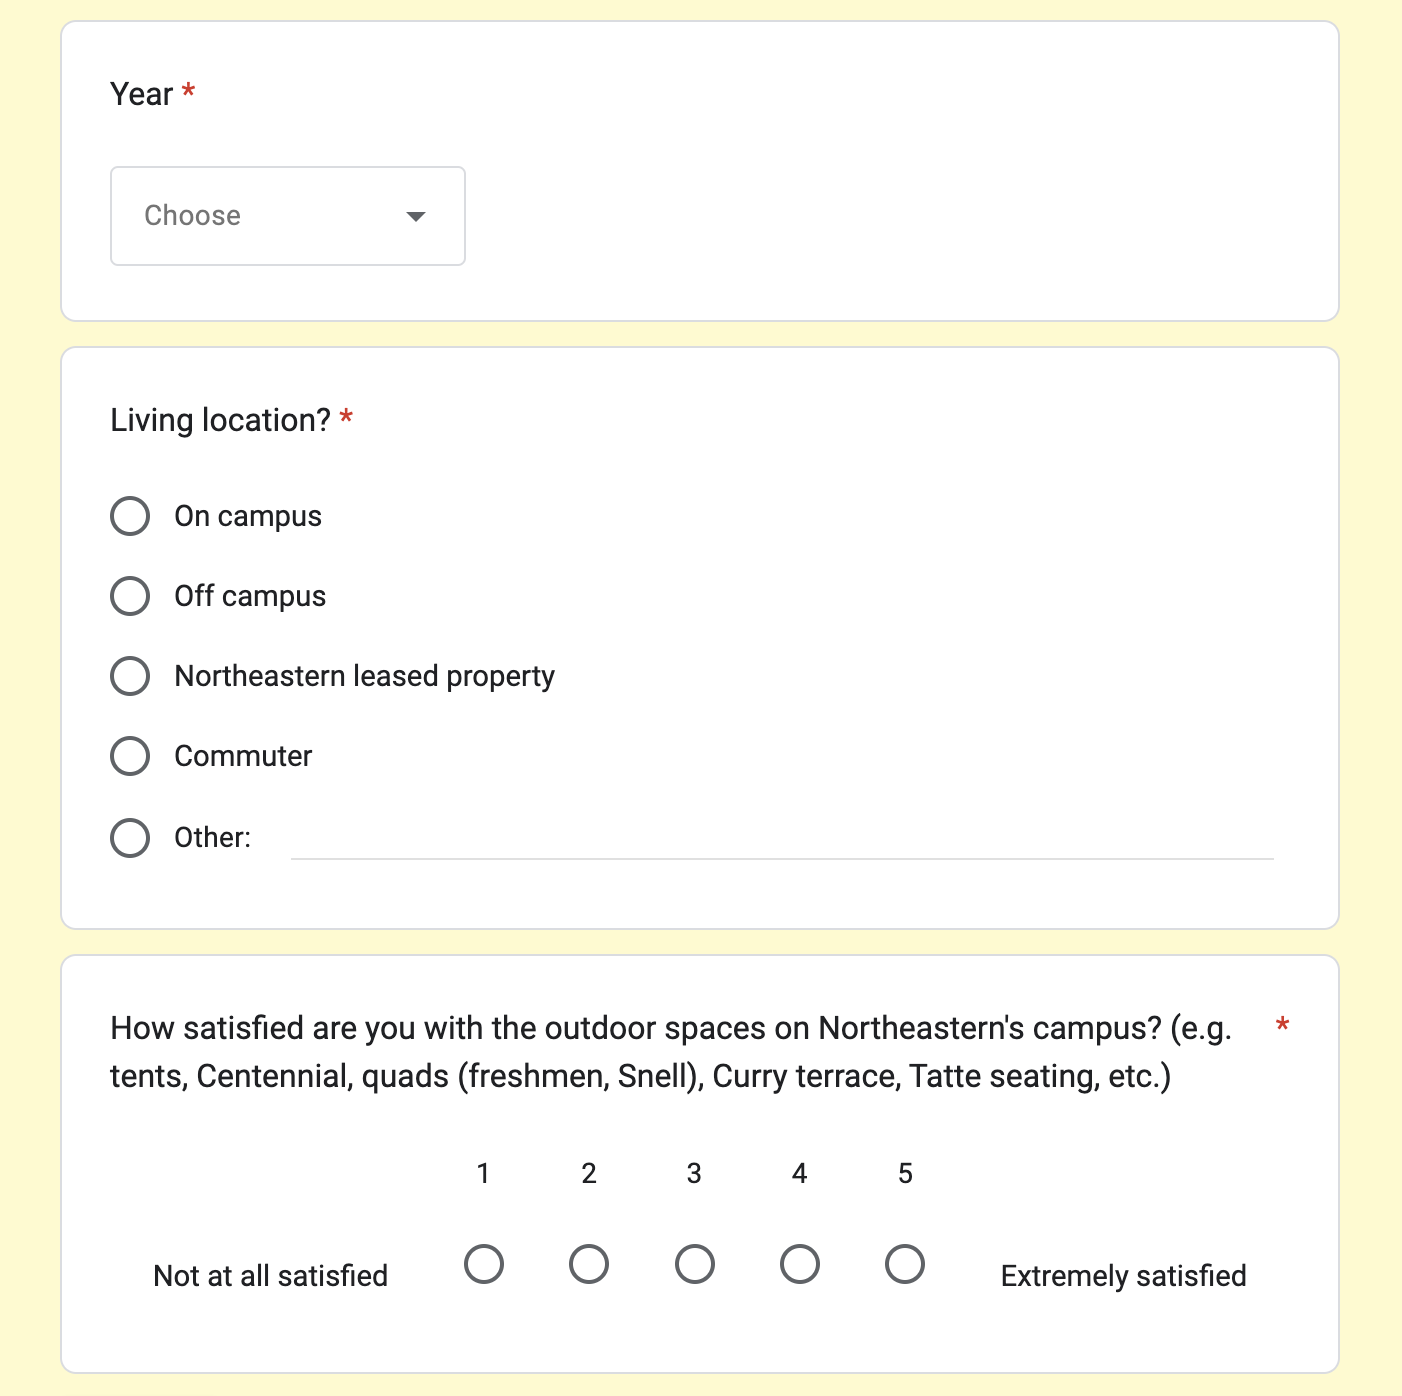 Year *
Choose
Living location? *
On campus
Off campus
Northeastern leased property
Commuter
Other:
How satisfied are you with the outdoor spaces on Northeastern's campus? (e.g. *
tents, Centennial, quads (freshmen, Snell), Curry terrace, Tatte seating, etc.)
1 2 3 4 5
Not at all satisfied Extremely satisfied